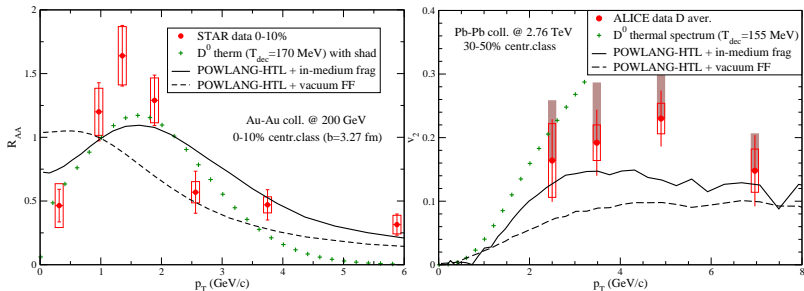 2
1.5
1
0.5
0
R_AA
STAR data 0-10%
D^0 therm (T_dec=170 MeV) with shad
POWLANG-HTL + in-medium frag
POWLANG-HTL + vacuum FF
Au-Au coll. @ 200 GeV
0-10% centr.class (b=3.27 fm)
0 1 2 3 4 5 6
p_T (GeV/c)
0.4
0.3
0.2
0.1
0
v_2
Pb-Pb coll. @ 2.76 TeV
30-50% centr.class
ALICE data D aver.
D^0 thermal spectrum (T_dec=155 MeV)
POWLANG-HTL + in-medium frag
POWLANG-HTL + vacuum FF
0 2 4 6 8
p_T (GeV/c)